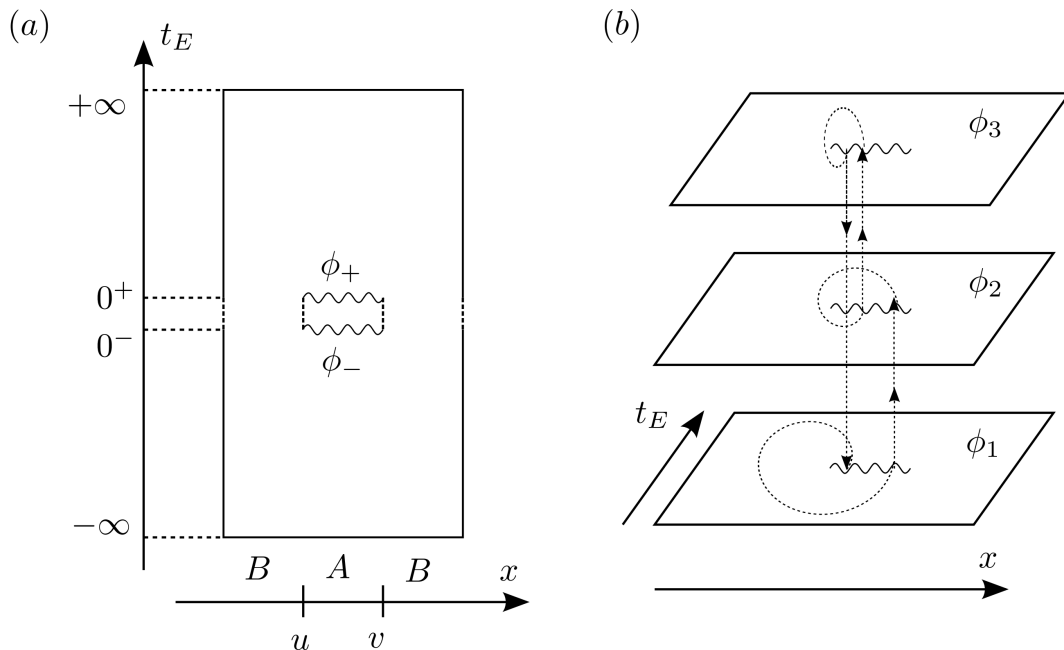 (a)
t_E
+∞
ϕ_+
0^+
0^-
ϕ_-
-∞
B A B x
u v
(b)
ϕ_3
ϕ_2
t_E
ϕ_1
x